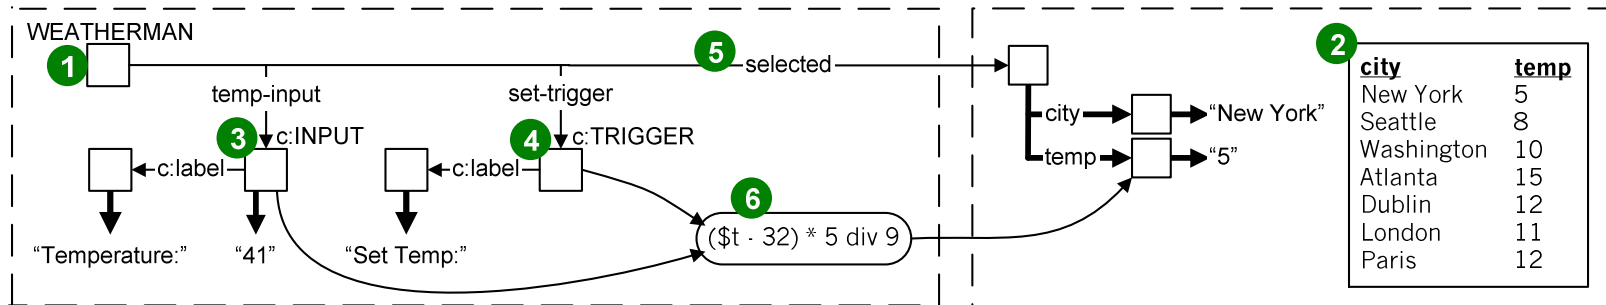 WEATHERMAN
1
5
selected
2
city temp
New York 5
Seattle 8
Washington 10
Atlanta 15
Dublin 12
London 11
Paris 12
temp-input
set-trigger
city
“New York”
3
c:INPUT
4
c:TRIGGER
temp
“5”
c:label
c:label
6
($t - 32) * 5 div 9
“Temperature:”
“41”
“Set Temp:”